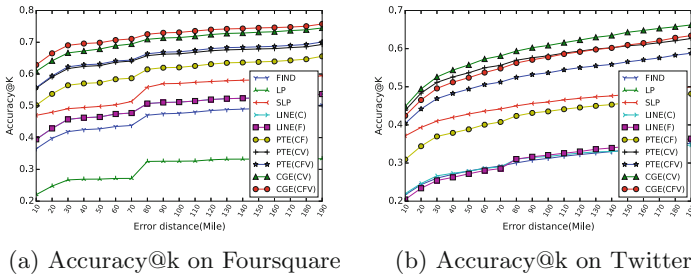 0.8
0.7
0.6
0.5
0.4
0.3
0.2
Accuracy@K
10 20 30 40 50 60 70 80 90 100 110 120 130 140 150 160 170 180 190
Error distance(Mile)
FIND
LP
SLP
LINE(C)
LINE(F)
PTE(CF)
PTE(CV)
PTE(CFV)
CGE(CV)
CGE(CFV)
(a) Accuracy@k on Foursquare
0.7
0.6
0.5
0.4
0.3
0.2
Accuracy@K
10 20 30 40 50 60 70 80 90 100 110 120 130 140 150 160 170 180 190
Error distance(Mile)
FIND
LP
SLP
LINE(C)
LINE(F)
PTE(CF)
PTE(CV)
PTE(CFV)
CGE(CV)
CGE(CFV)
(b) Accuracy@k on Twitter